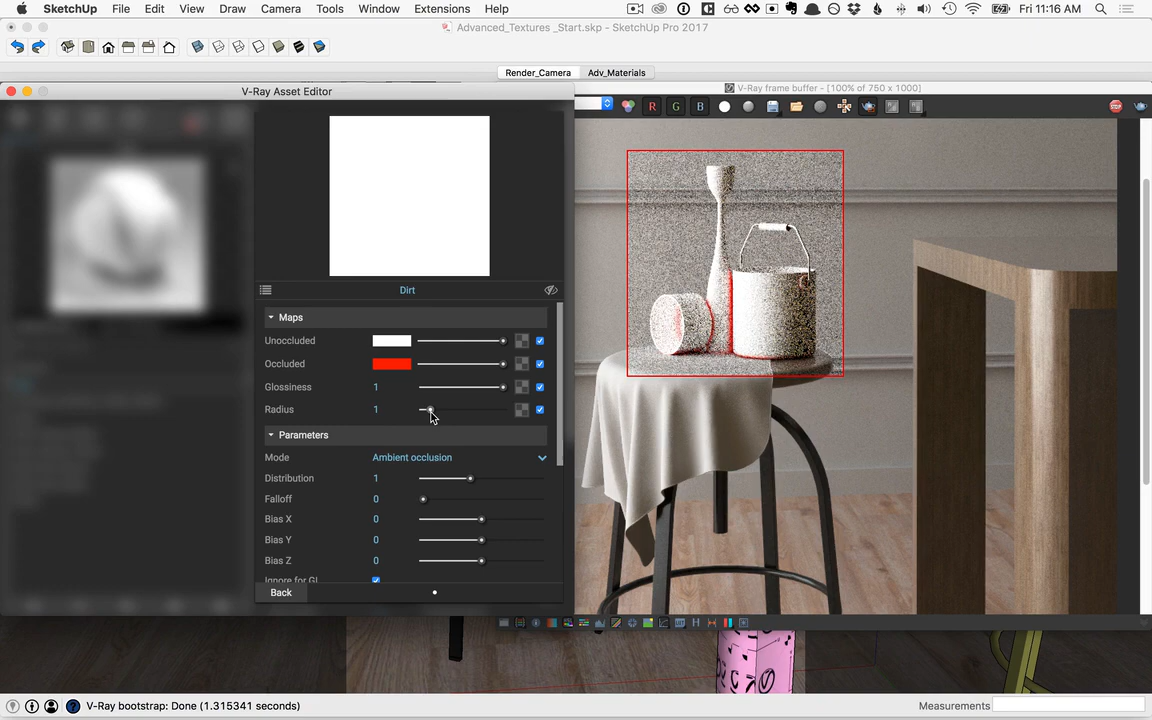 SketchUp File Edit View Draw Camera Tools Window Extensions Help Fri 11:16 AM
Advanced_Textures _Start.skp - SketchUp Pro 2017
Render_Camera Adv_Materials
V-Ray Asset Editor
V-Ray frame buffer - [100% of 750 x 1000]
R G B
STOP
Dirt
Maps
Unoccluded
Occluded
Glossiness 1
Radius 1
Parameters
Mode Ambient occlusion
Distribution 1
Falloff 0
Bias X 0
Bias Y 0
Bias Z 0
Ignore for GI
Back
V-Ray bootstrap: Done (1.315341 seconds)
Measurements